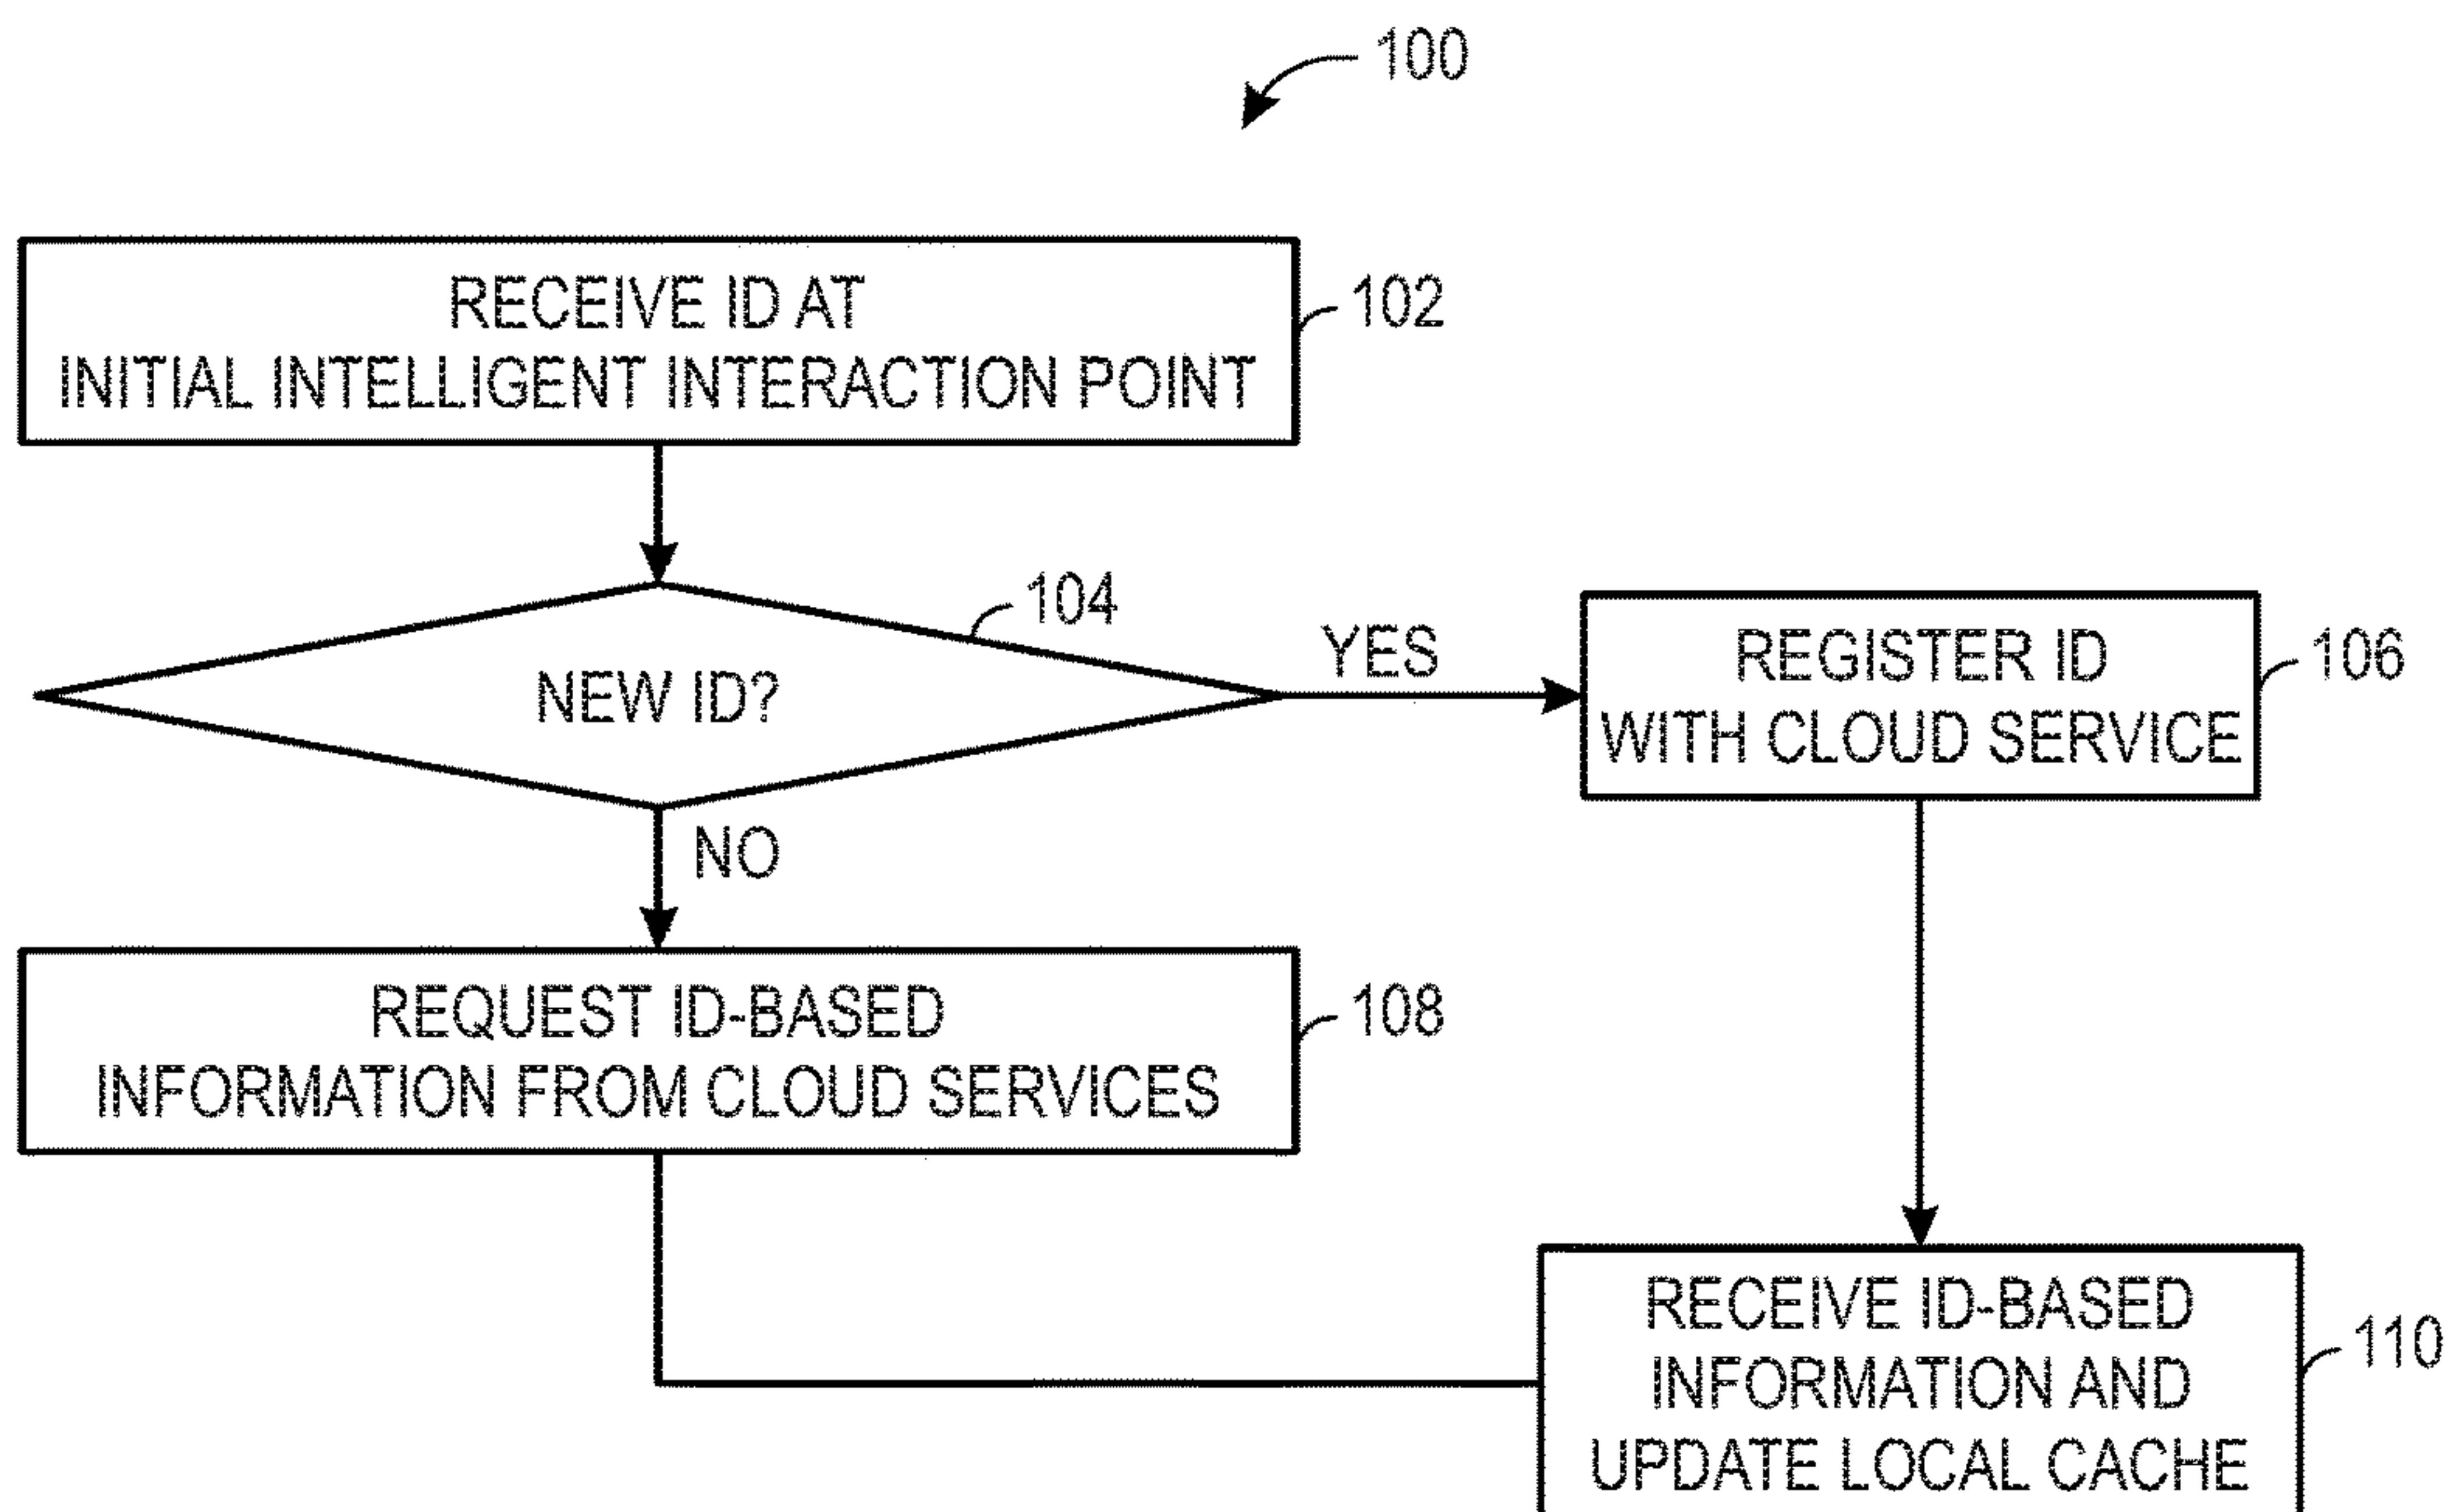 100
RECEIVE ID AT
INITIAL INTELLIGENT INTERACTION POINT
102
104
NEW ID?
YES
REGISTER ID
WITH CLOUD SERVICE
106
NO
REQUEST ID-BASED
INFORMATION FROM CLOUD SERVICES
108
RECEIVE ID-BASED
INFORMATION AND
UPDATE LOCAL CACHE
110